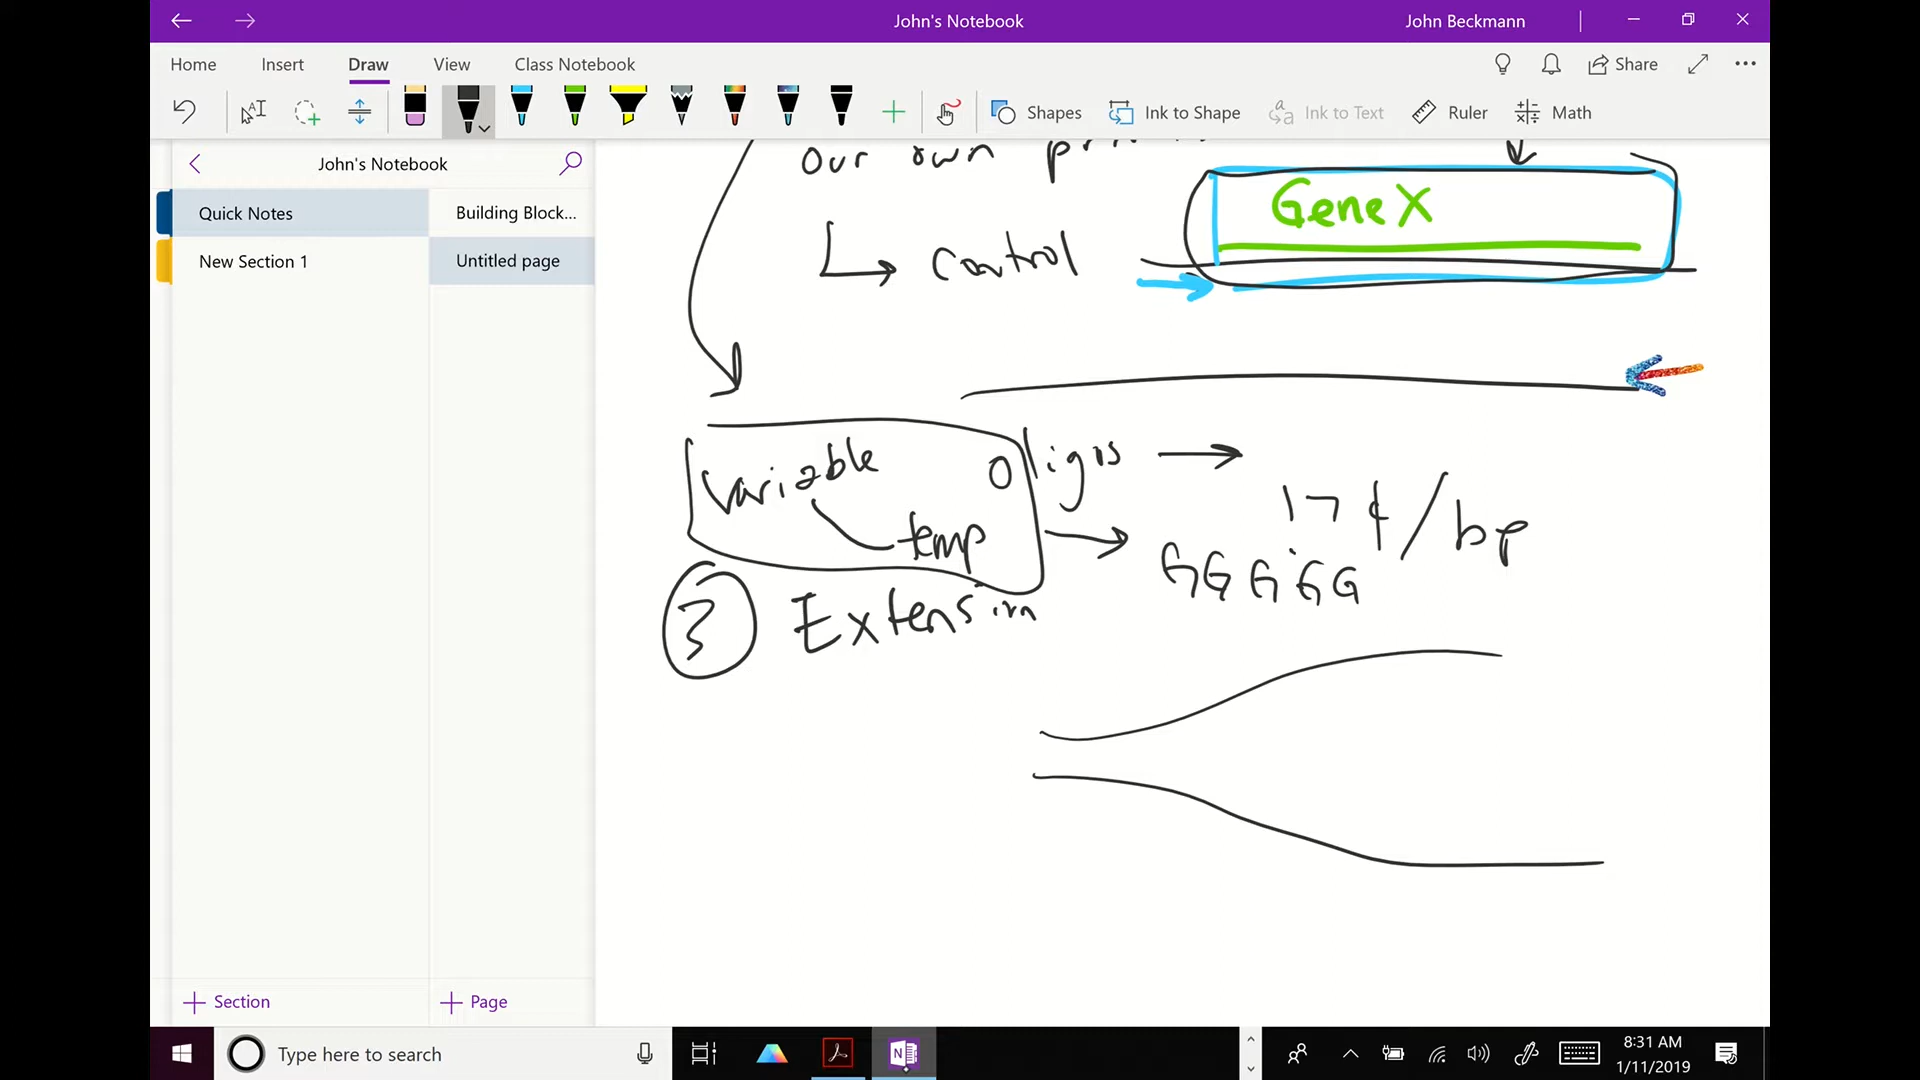 John's Notebook
John Beckmann
Home Insert Draw View Class Notebook
Share
Shapes Ink to Shape Ink to Text Ruler Math
John's Notebook
Quick Notes
New Section 1
Building Block...
Untitled page
our own
Gene X
control
Variable
temp
Oligos
17 ¢/bp
GGGGG
3 Extension
Section
Page
Type here to search
8:31 AM
1/11/2019